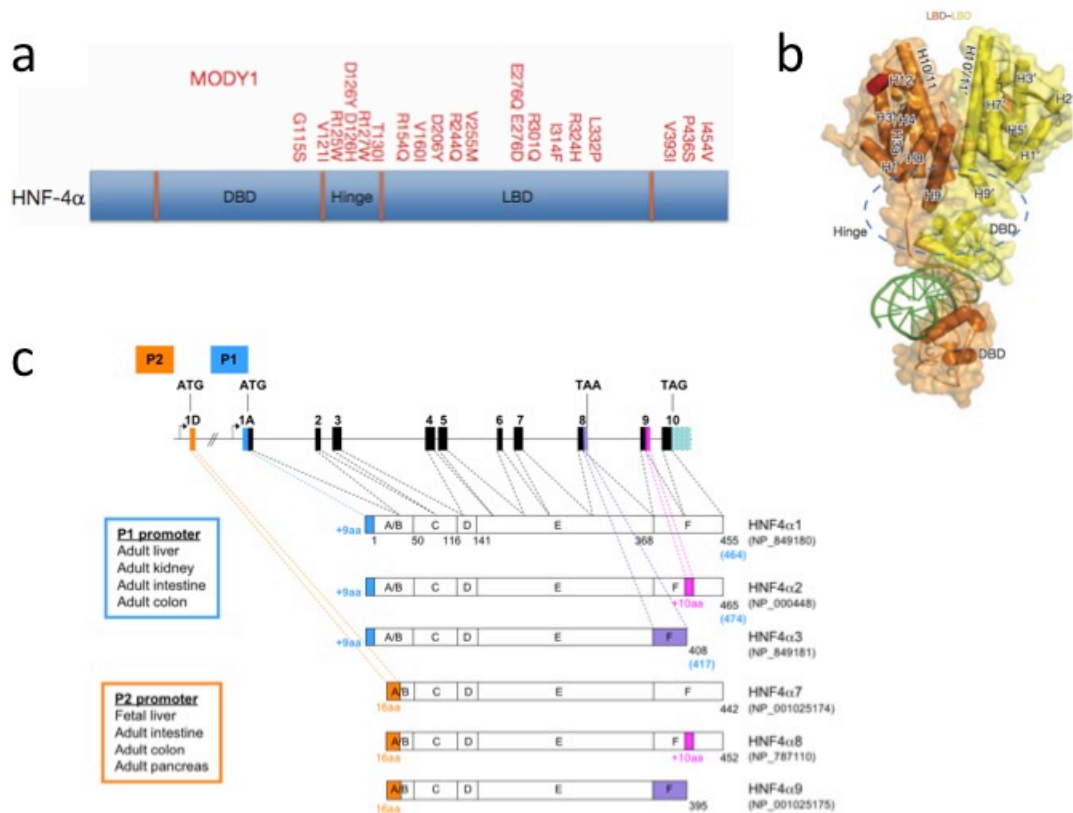 a
MODY1
G115S
V121I
R125W
D126Y D126H
R127W
T130I
R154Q
V160I
D206Y
R244Q
V255M
E276Q E276D
R301Q
I314F
R324H
L332P
V393I
P436S
I454V
HNF-4α
DBD
Hinge
LBD
b
LBD-LBD
H10/11
H10'/11'
H12
H3'
H2'
H7'
H5'
H1'
H4
H1
H8
H9
H9'
DBD
Hinge
DBD
c
P2 P1
ATG ATG TAA TAG
1D 1A 2 3 4 5 6 7 8 9 10
P1 promoter
Adult liver
Adult kidney
Adult intestine
Adult colon
+9aa A/B C D E F HNF4α1
1 50 116 141 368 455 (NP_849180)
(464)
+9aa A/B C D E F HNF4α2
+10aa 465 (NP_000448)
(474)
+9aa A/B C D E F HNF4α3
408 (NP_849181)
(417)
P2 promoter
Fetal liver
Adult intestine
Adult colon
Adult pancreas
A/B C D E F HNF4α7
16aa 442 (NP_001025174)
A/B C D E F HNF4α8
16aa +10aa 452 (NP_787110)
A/B C D E F HNF4α9
16aa 395 (NP_001025175)